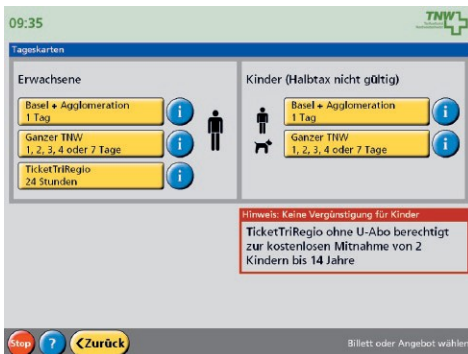 09:35
TNW
Tageskarten
Erwachsene
Basel + Agglomeration
1 Tag
Ganzer TNW
1, 2, 3, 4 oder 7 Tage
TicketTriRegio
24 Stunden
Kinder (Halbtax nicht gültig)
Basel + Agglomeration
1 Tag
Ganzer TNW
1, 2, 3, 4 oder 7 Tage
Hinweis: Keine Vergünstigung für Kinder
TicketTriRegio ohne U-Abo berechtigt
zur kostenlosen Mitnahme von 2
Kindern bis 14 Jahre
Stop
?
Zurück
Billett oder Angebot wählen